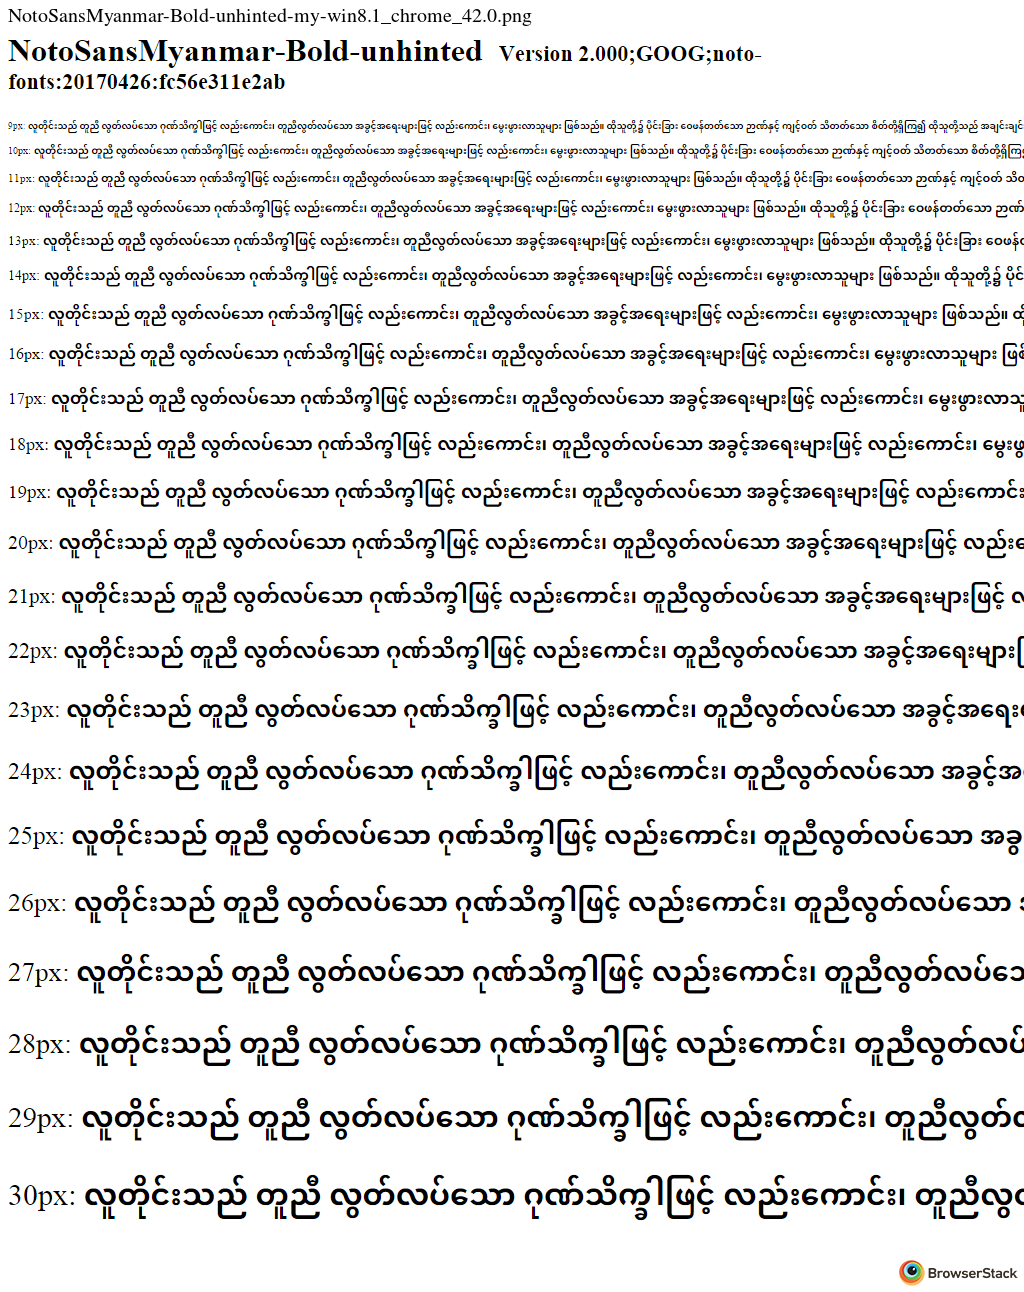 NotoSansMyanmar-Bold-unhinted-my-win8.1_chrome_42.0.png
NotoSansMyanmar-Bold-unhinted Version 2.000;GOOG;noto-
fonts:20170426:fc56e311e2ab
9px: လူတိုင်းသည် တူညီ လွတ်လပ်သော ဂုဏ်သိက္ခါဖြင့် လည်းကောင်း၊ တူညီလွတ်လပ်သော အခွင့်အရေးများဖြင့် လည်းကောင်း၊ မွေးဖွားလာသူများ ဖြစ်သည်။ ထိုသူတို့၌ ပိုင်းခြား ဝေဖန်တတ်သော ဉာဏ်နှင့် ကျင့်ဝတ် သိတတ်သော စိတ်တို့ရှိကြ၍ ထိုသူတို့သည် အချင်းချင်း
10px: လူတိုင်းသည် တူညီ လွတ်လပ်သော ဂုဏ်သိက္ခါဖြင့် လည်းကောင်း၊ တူညီလွတ်လပ်သော အခွင့်အရေးများဖြင့် လည်းကောင်း၊ မွေးဖွားလာသူများ ဖြစ်သည်။ ထိုသူတို့၌ ပိုင်းခြား ဝေဖန်တတ်သော ဉာဏ်နှင့် ကျင့်ဝတ် သိတတ်သော စိတ်တို့ရှိကြ၍
11px: လူတိုင်းသည် တူညီ လွတ်လပ်သော ဂုဏ်သိက္ခါဖြင့် လည်းကောင်း၊ တူညီလွတ်လပ်သော အခွင့်အရေးများဖြင့် လည်းကောင်း၊ မွေးဖွားလာသူများ ဖြစ်သည်။ ထိုသူတို့၌ ပိုင်းခြား ဝေဖန်တတ်သော ဉာဏ်နှင့် ကျင့်ဝတ် သိတ
12px: လူတိုင်းသည် တူညီ လွတ်လပ်သော ဂုဏ်သိက္ခါဖြင့် လည်းကောင်း၊ တူညီလွတ်လပ်သော အခွင့်အရေးများဖြင့် လည်းကောင်း၊ မွေးဖွားလာသူများ ဖြစ်သည်။ ထိုသူတို့၌ ပိုင်းခြား ဝေဖန်တတ်သော ဉာဏ်
13px: လူတိုင်းသည် တူညီ လွတ်လပ်သော ဂုဏ်သိက္ခါဖြင့် လည်းကောင်း၊ တူညီလွတ်လပ်သော အခွင့်အရေးများဖြင့် လည်းကောင်း၊ မွေးဖွားလာသူများ ဖြစ်သည်။ ထိုသူတို့၌ ပိုင်းခြား ဝေဖန်
14px: လူတိုင်းသည် တူညီ လွတ်လပ်သော ဂုဏ်သိက္ခါဖြင့် လည်းကောင်း၊ တူညီလွတ်လပ်သော အခွင့်အရေးများဖြင့် လည်းကောင်း၊ မွေးဖွားလာသူများ ဖြစ်သည်။ ထိုသူတို့၌ ပိုင်
15px: လူတိုင်းသည် တူညီ လွတ်လပ်သော ဂုဏ်သိက္ခါဖြင့် လည်းကောင်း၊ တူညီလွတ်လပ်သော အခွင့်အရေးများဖြင့် လည်းကောင်း၊ မွေးဖွားလာသူများ ဖြစ်သည်။ ထို
16px: လူတိုင်းသည် တူညီ လွတ်လပ်သော ဂုဏ်သိက္ခါဖြင့် လည်းကောင်း၊ တူညီလွတ်လပ်သော အခွင့်အရေးများဖြင့် လည်းကောင်း၊ မွေးဖွားလာသူများ ဖြစ်
17px: လူတိုင်းသည် တူညီ လွတ်လပ်သော ဂုဏ်သိက္ခါဖြင့် လည်းကောင်း၊ တူညီလွတ်လပ်သော အခွင့်အရေးများဖြင့် လည်းကောင်း၊ မွေးဖွားလာသူ
18px: လူတိုင်းသည် တူညီ လွတ်လပ်သော ဂုဏ်သိက္ခါဖြင့် လည်းကောင်း၊ တူညီလွတ်လပ်သော အခွင့်အရေးများဖြင့် လည်းကောင်း၊ မွေးဖွ
19px: လူတိုင်းသည် တူညီ လွတ်လပ်သော ဂုဏ်သိက္ခါဖြင့် လည်းကောင်း၊ တူညီလွတ်လပ်သော အခွင့်အရေးများဖြင့် လည်းကောင်း
20px: လူတိုင်းသည် တူညီ လွတ်လပ်သော ဂုဏ်သိက္ခါဖြင့် လည်းကောင်း၊ တူညီလွတ်လပ်သော အခွင့်အရေးများဖြင့် လည်း
21px: လူတိုင်းသည် တူညီ လွတ်လပ်သော ဂုဏ်သိက္ခါဖြင့် လည်းကောင်း၊ တူညီလွတ်လပ်သော အခွင့်အရေးများဖြင့် လ
22px: လူတိုင်းသည် တူညီ လွတ်လပ်သော ဂုဏ်သိက္ခါဖြင့် လည်းကောင်း၊ တူညီလွတ်လပ်သော အခွင့်အရေးများ
23px: လူတိုင်းသည် တူညီ လွတ်လပ်သော ဂုဏ်သိက္ခါဖြင့် လည်းကောင်း၊ တူညီလွတ်လပ်သော အခွင့်အရေး
24px: လူတိုင်းသည် တူညီ လွတ်လပ်သော ဂုဏ်သိက္ခါဖြင့် လည်းကောင်း၊ တူညီလွတ်လပ်သော အခွင့်အ
25px: လူတိုင်းသည် တူညီ လွတ်လပ်သော ဂုဏ်သိက္ခါဖြင့် လည်းကောင်း၊ တူညီလွတ်လပ်သော အခွ
26px: လူတိုင်းသည် တူညီ လွတ်လပ်သော ဂုဏ်သိက္ခါဖြင့် လည်းကောင်း၊ တူညီလွတ်လပ်သော
27px: လူတိုင်းသည် တူညီ လွတ်လပ်သော ဂုဏ်သိက္ခါဖြင့် လည်းကောင်း၊ တူညီလွတ်လပ်သေ
28px: လူတိုင်းသည် တူညီ လွတ်လပ်သော ဂုဏ်သိက္ခါဖြင့် လည်းကောင်း၊ တူညီလွတ်လပ်
29px: လူတိုင်းသည် တူညီ လွတ်လပ်သော ဂုဏ်သိက္ခါဖြင့် လည်းကောင်း၊ တူညီလွတ်လ
30px: လူတိုင်းသည် တူညီ လွတ်လပ်သော ဂုဏ်သိက္ခါဖြင့် လည်းကောင်း၊ တူညီလွတ်
BrowserStack